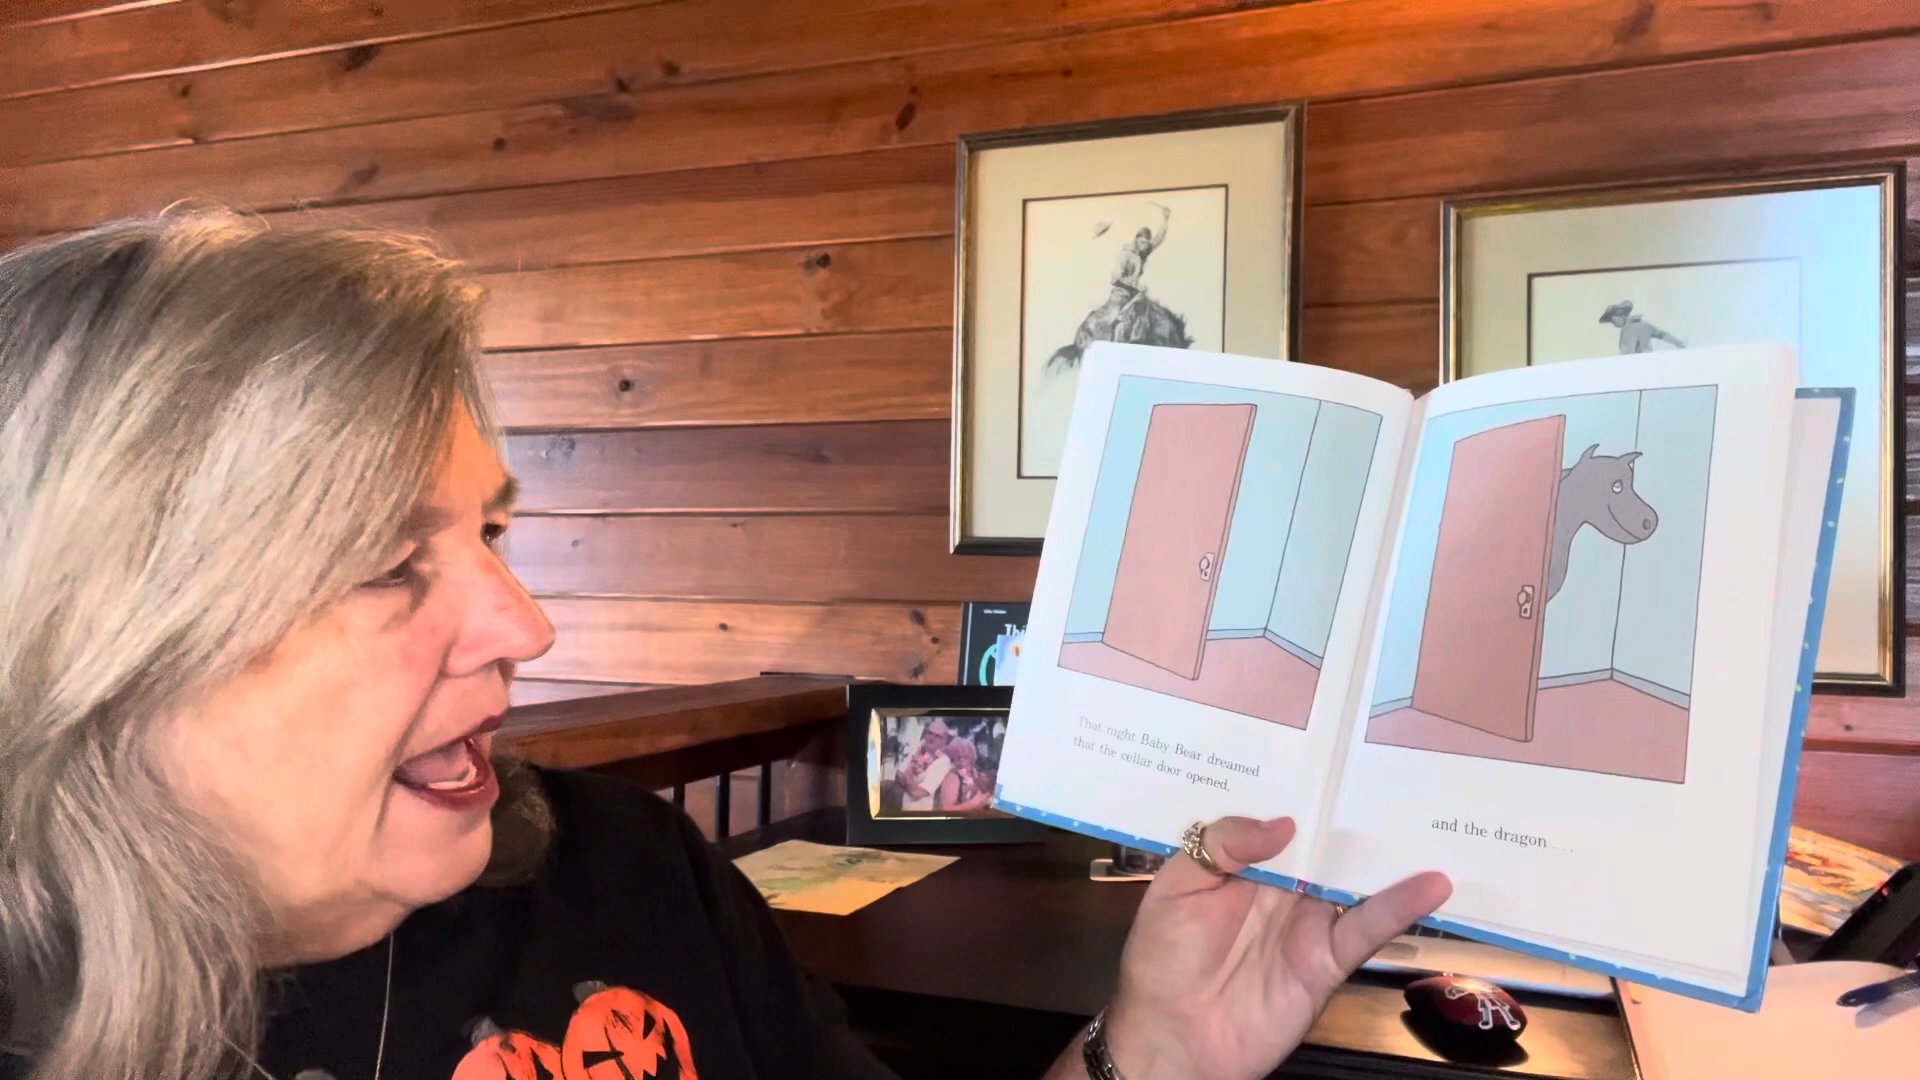 That night Baby Bear dreamed
that the cellar door opened,
and the dragon . . .